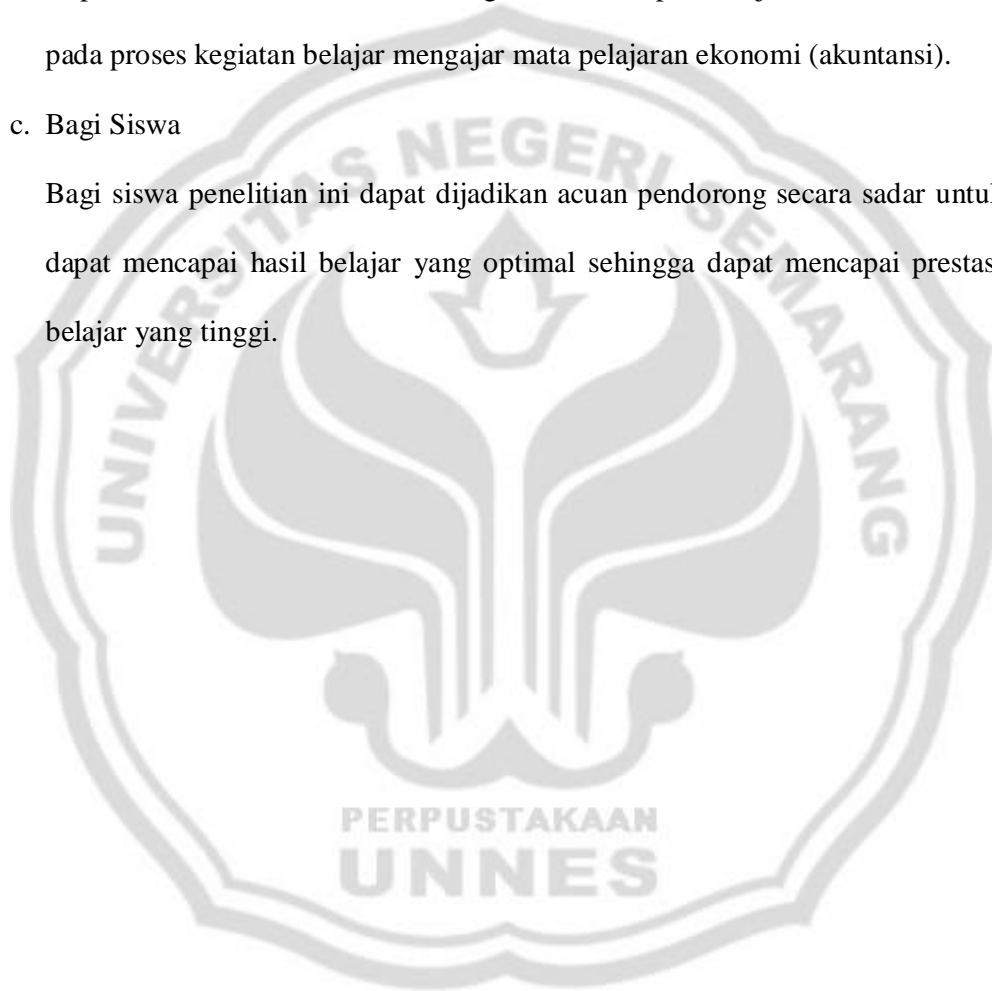 pada proses kegiatan belajar mengajar mata pelajaran ekonomi (akuntansi).
c. Bagi Siswa
Bagi siswa penelitian ini dapat dijadikan acuan pendorong secara sadar
dapat mencapai hasil belajar yang optimal sehingga dapat mencapai
belajar yang tinggi.
UNIVERSITAS NEGERI SEMARANG
PERPUSTAKAAN
UNNES